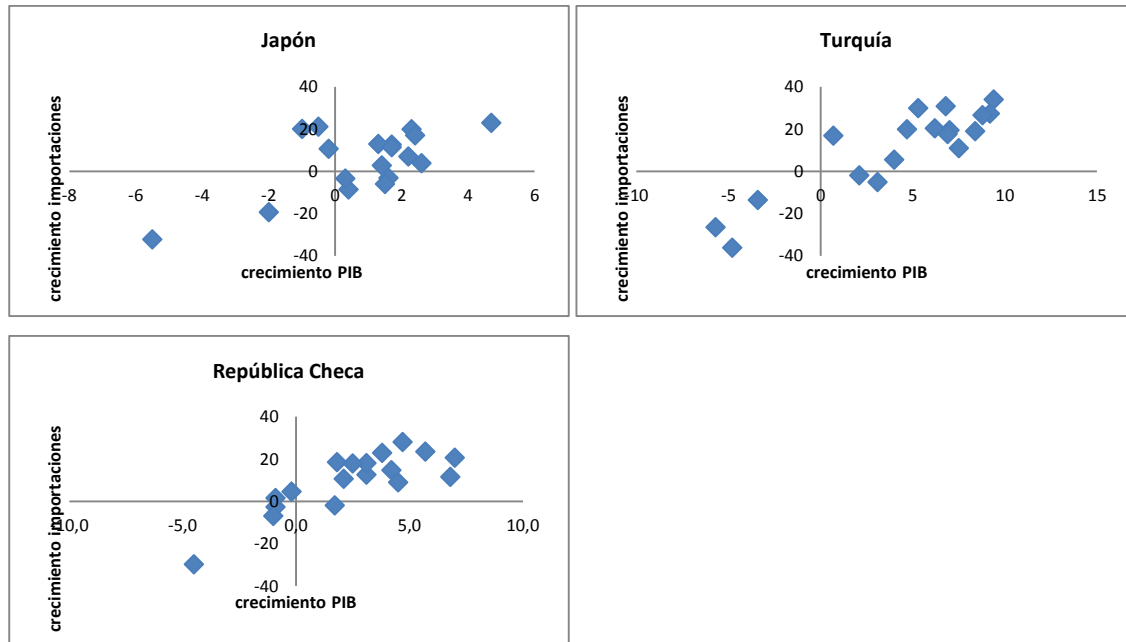 Japón
crecimiento importaciones
40
20
0
-6 -4 -2 0 2 4 6
-20
-40
crecimiento PIB
Turquía
crecimiento importaciones
40
20
0
-10 -5 0 5 10 15
-20
-40
crecimiento PIB
República Checa
crecimiento importaciones
40
20
0
-10,0 -5,0 0,0 5,0 10,0
-20
-40
crecimiento PIB